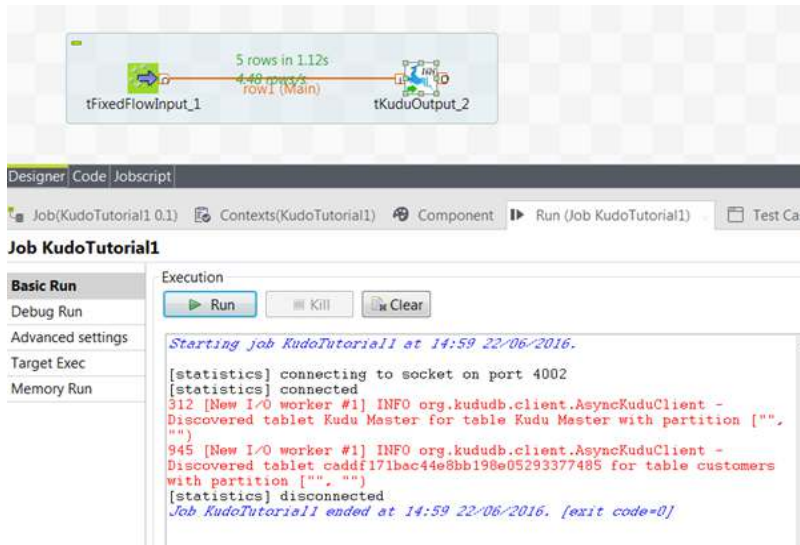 5 rows in 1.12s
4.48 rows/s
row1 (Main)
tFixedFlowInput_1
tKuduOutput_2
Designer Code Jobscript
Job(KudoTutorial1 0.1) Contexts(KudoTutorial1) Component Run (Job KudoTutorial1) Test Ca
Job KudoTutorial1
Basic Run
Debug Run
Advanced settings
Target Exec
Memory Run
Execution
Run Kill Clear
Starting job KudoTutorial1 at 14:59 22/06/2016.
[statistics] connecting to socket on port 4002
[statistics] connected
312 [New I/O worker #1] INFO org.kududb.client.AsyncKuduClient -
Discovered tablet Kudu Master for table Kudu Master with partition ["",
"")
945 [New I/O worker #1] INFO org.kududb.client.AsyncKuduClient -
Discovered tablet caddf171bac44e8bb198e05293377485 for table customers
with partition ["", "")
[statistics] disconnected
Job KudoTutorial1 ended at 14:59 22/06/2016. [exit code=0]